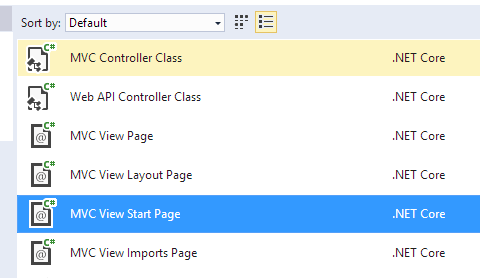 Sort by: Default
C# MVC Controller Class .NET Core
C# Web API Controller Class .NET Core
C# @ MVC View Page .NET Core
C# @ MVC View Layout Page .NET Core
C# @ MVC View Start Page .NET Core
C# @ MVC View Imports Page .NET Core